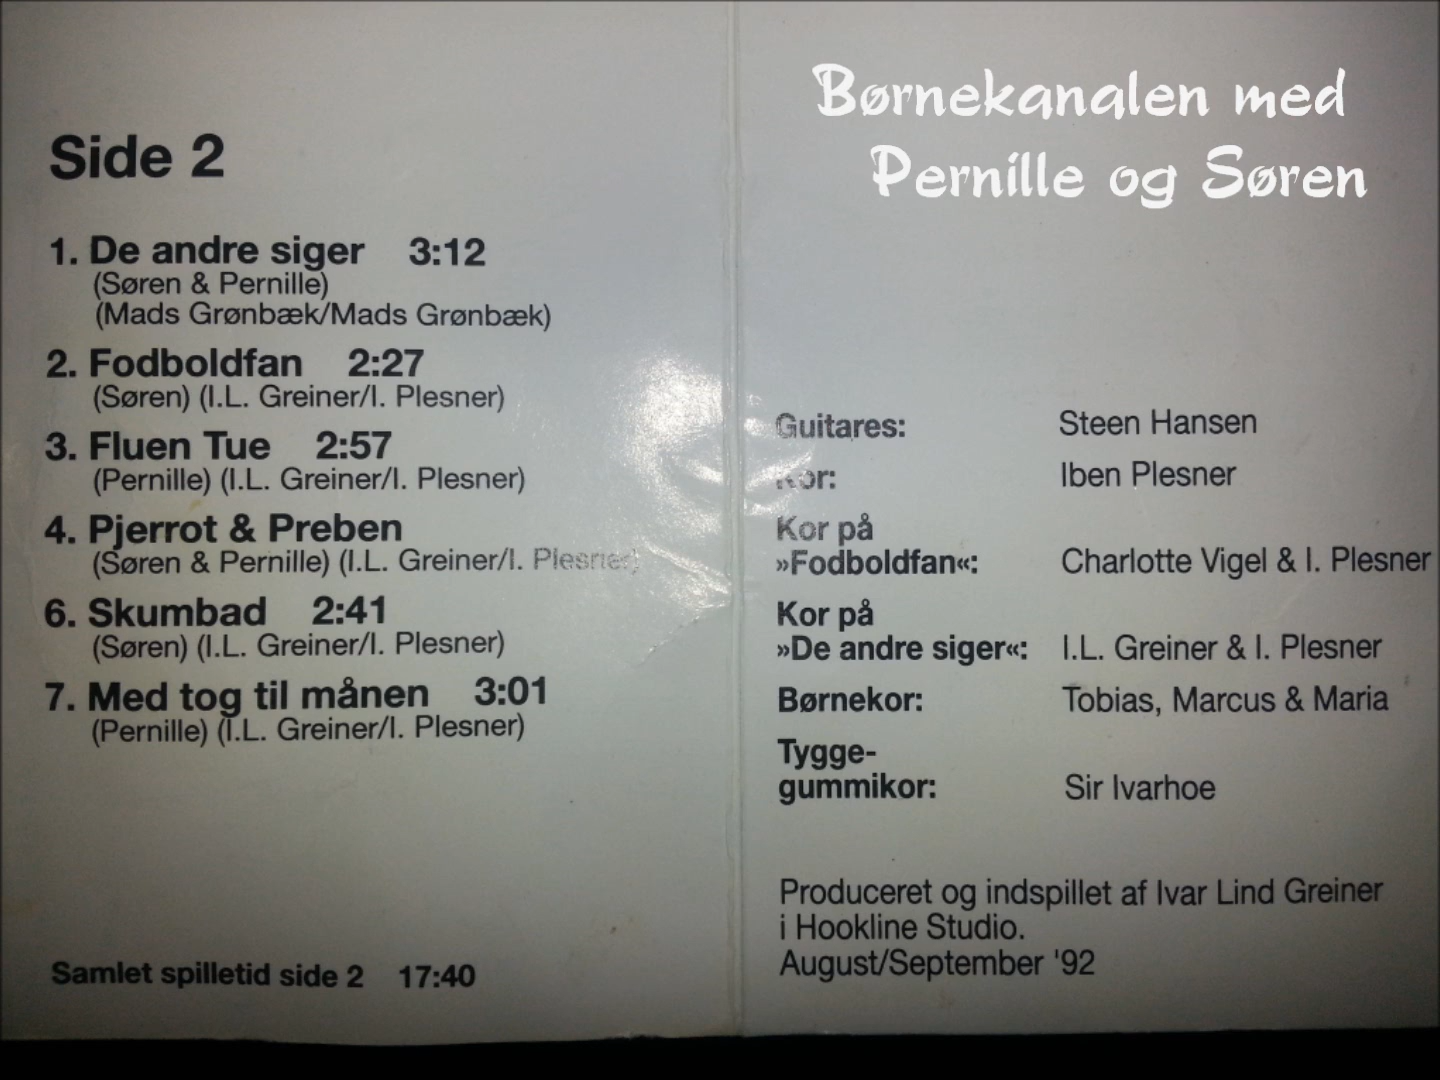 Børnekanalen med
Pernille og Søren
Side 2
1. De andre siger 3:12
(Søren & Pernille)
(Mads Grønbæk/Mads Grønbæk)
2. Fodboldfan 2:27
(Søren) (I.L. Greiner/I. Plesner)
3. Fluen Tue 2:57
(Pernille) (I.L. Greiner/I. Plesner)
4. Pjerrot & Preben
(Søren & Pernille) (I.L. Greiner/I. Plesner)
6. Skumbad 2:41
(Søren) (I.L. Greiner/I. Plesner)
7. Med tog til månen 3:01
(Pernille) (I.L. Greiner/I. Plesner)
Samlet spilletid side 2 17:40
Guitares: Steen Hansen
Kor: Iben Plesner
Kor på
»Fodboldfan«: Charlotte Vigel & I. Plesner
Kor på
»De andre siger«: I.L. Greiner & I. Plesner
Børnekor: Tobias, Marcus & Maria
Tygge-
gummikor: Sir Ivarhoe
Produceret og indspillet af Ivar Lind Greiner
i Hookline Studio.
August/September '92